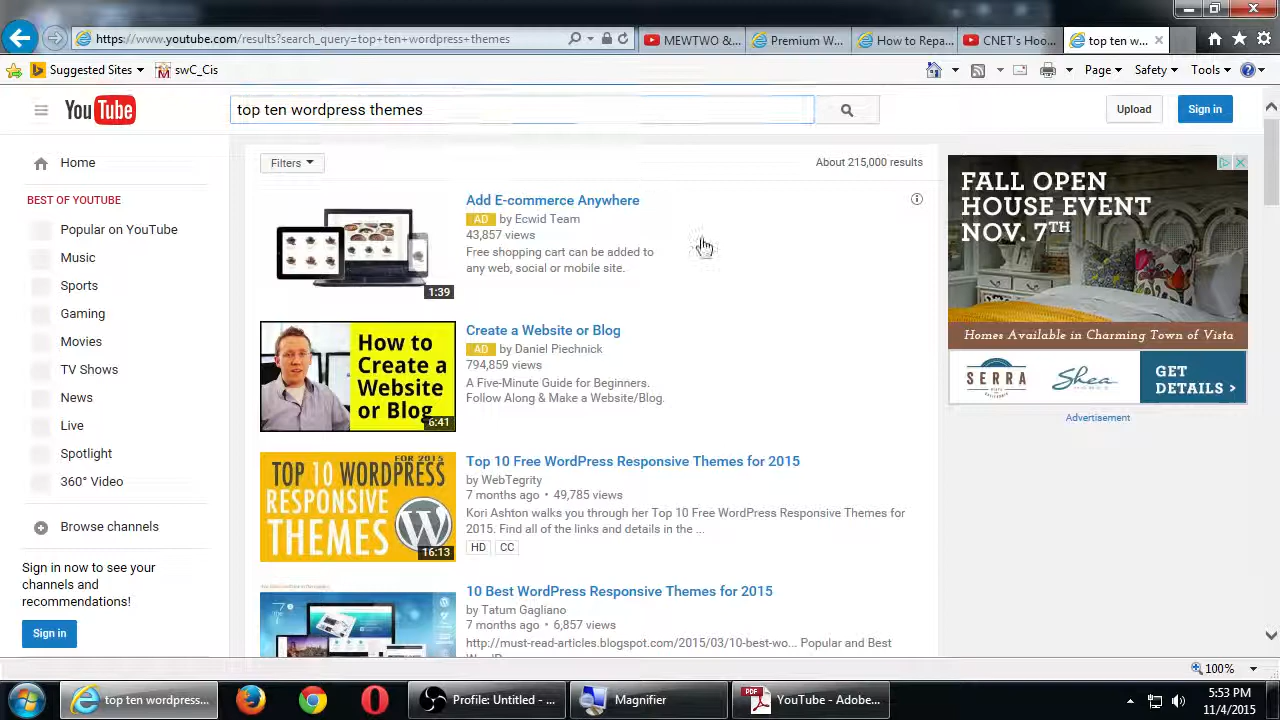 https://www.youtube.com/results?search_query=top+ten+wordpress+themes
MEWTWO &...
Premium W...
How to Repa...
CNET's Hoo...
top ten w...
Suggested Sites
swC_Cis
Page
Safety
Tools
YouTube
top ten wordpress themes
Upload
Sign in
Home
BEST OF YOUTUBE
Popular on YouTube
Music
Sports
Gaming
Movies
TV Shows
News
Live
Spotlight
360° Video
Browse channels
Sign in now to see your
channels and
recommendations!
Sign in
Filters
About 215,000 results
1:39
Add E-commerce Anywhere
AD by Ecwid Team
43,857 views
Free shopping cart can be added to
any web, social or mobile site.
How to
Create a
Website
or Blog
6:41
Create a Website or Blog
AD by Daniel Piechnick
794,859 views
A Five-Minute Guide for Beginners.
Follow Along & Make a Website/Blog.
FOR 2015
TOP 10 WORDPRESS
RESPONSIVE
THEMES
16:13
Top 10 Free WordPress Responsive Themes for 2015
by WebTegrity
7 months ago • 49,785 views
Kori Ashton walks you through her Top 10 Free WordPress Responsive Themes for
2015. Find all of the links and details in the ...
HD CC
10 Best WordPress Responsive Themes for 2015
by Tatum Gagliano
7 months ago • 6,857 views
http://must-read-articles.blogspot.com/2015/03/10-best-wo... Popular and Best
FALL OPEN
HOUSE EVENT
NOV. 7TH
Homes Available in Charming Town of Vista
SERRA
Shea
GET
DETAILS >
Advertisement
100%
top ten wordpress...
Profile: Untitled - ...
Magnifier
PDF
YouTube - Adobe...
5:53 PM
11/4/2015